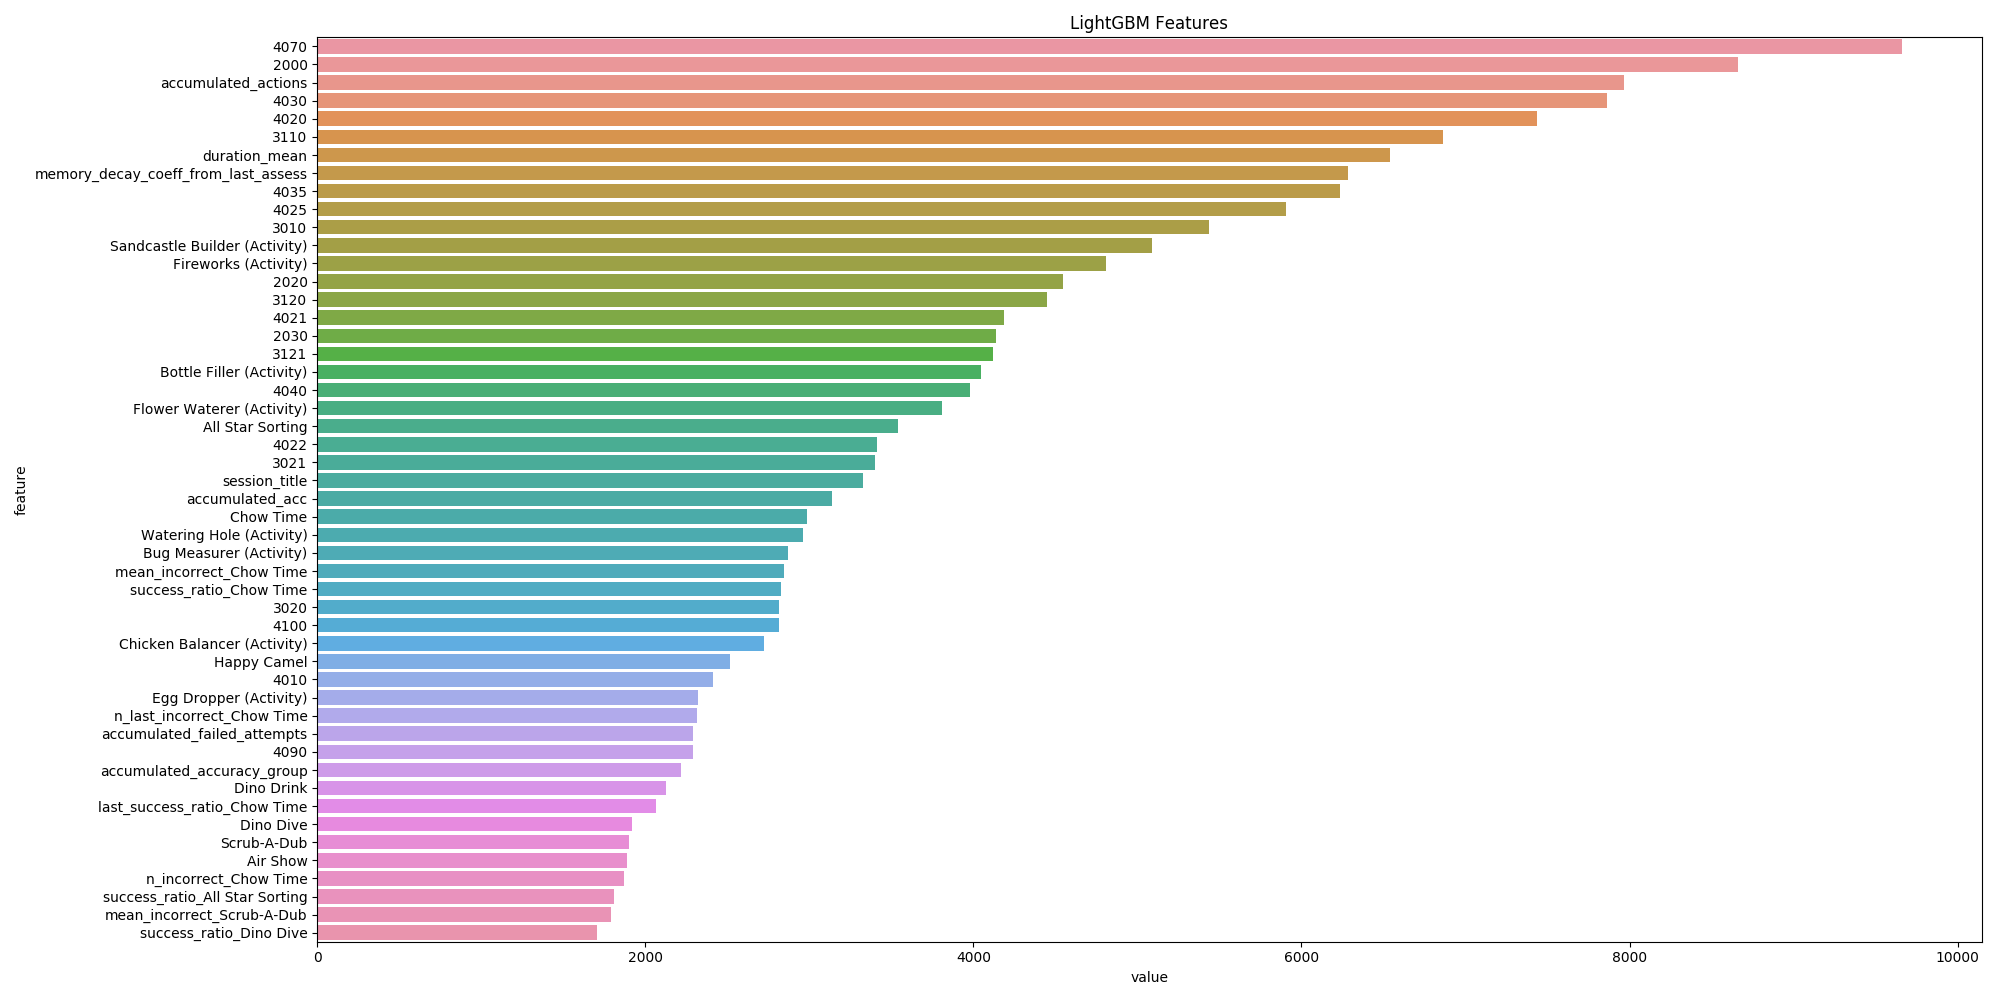 LightGBM Features
4070
2000
accumulated_actions
4030
4020
3110
duration_mean
memory_decay_coeff_from_last_assess
4035
4025
3010
Sandcastle Builder (Activity)
Fireworks (Activity)
2020
3120
4021
2030
3121
Bottle Filler (Activity)
4040
Flower Waterer (Activity)
All Star Sorting
4022
3021
session_title
accumulated_acc
Chow Time
Watering Hole (Activity)
Bug Measurer (Activity)
mean_incorrect_Chow Time
success_ratio_Chow Time
3020
4100
Chicken Balancer (Activity)
Happy Camel
4010
Egg Dropper (Activity)
n_last_incorrect_Chow Time
accumulated_failed_attempts
4090
accumulated_accuracy_group
Dino Drink
last_success_ratio_Chow Time
Dino Dive
Scrub-A-Dub
Air Show
n_incorrect_Chow Time
success_ratio_All Star Sorting
mean_incorrect_Scrub-A-Dub
success_ratio_Dino Dive
feature
0 2000 4000 6000 8000 10000
value